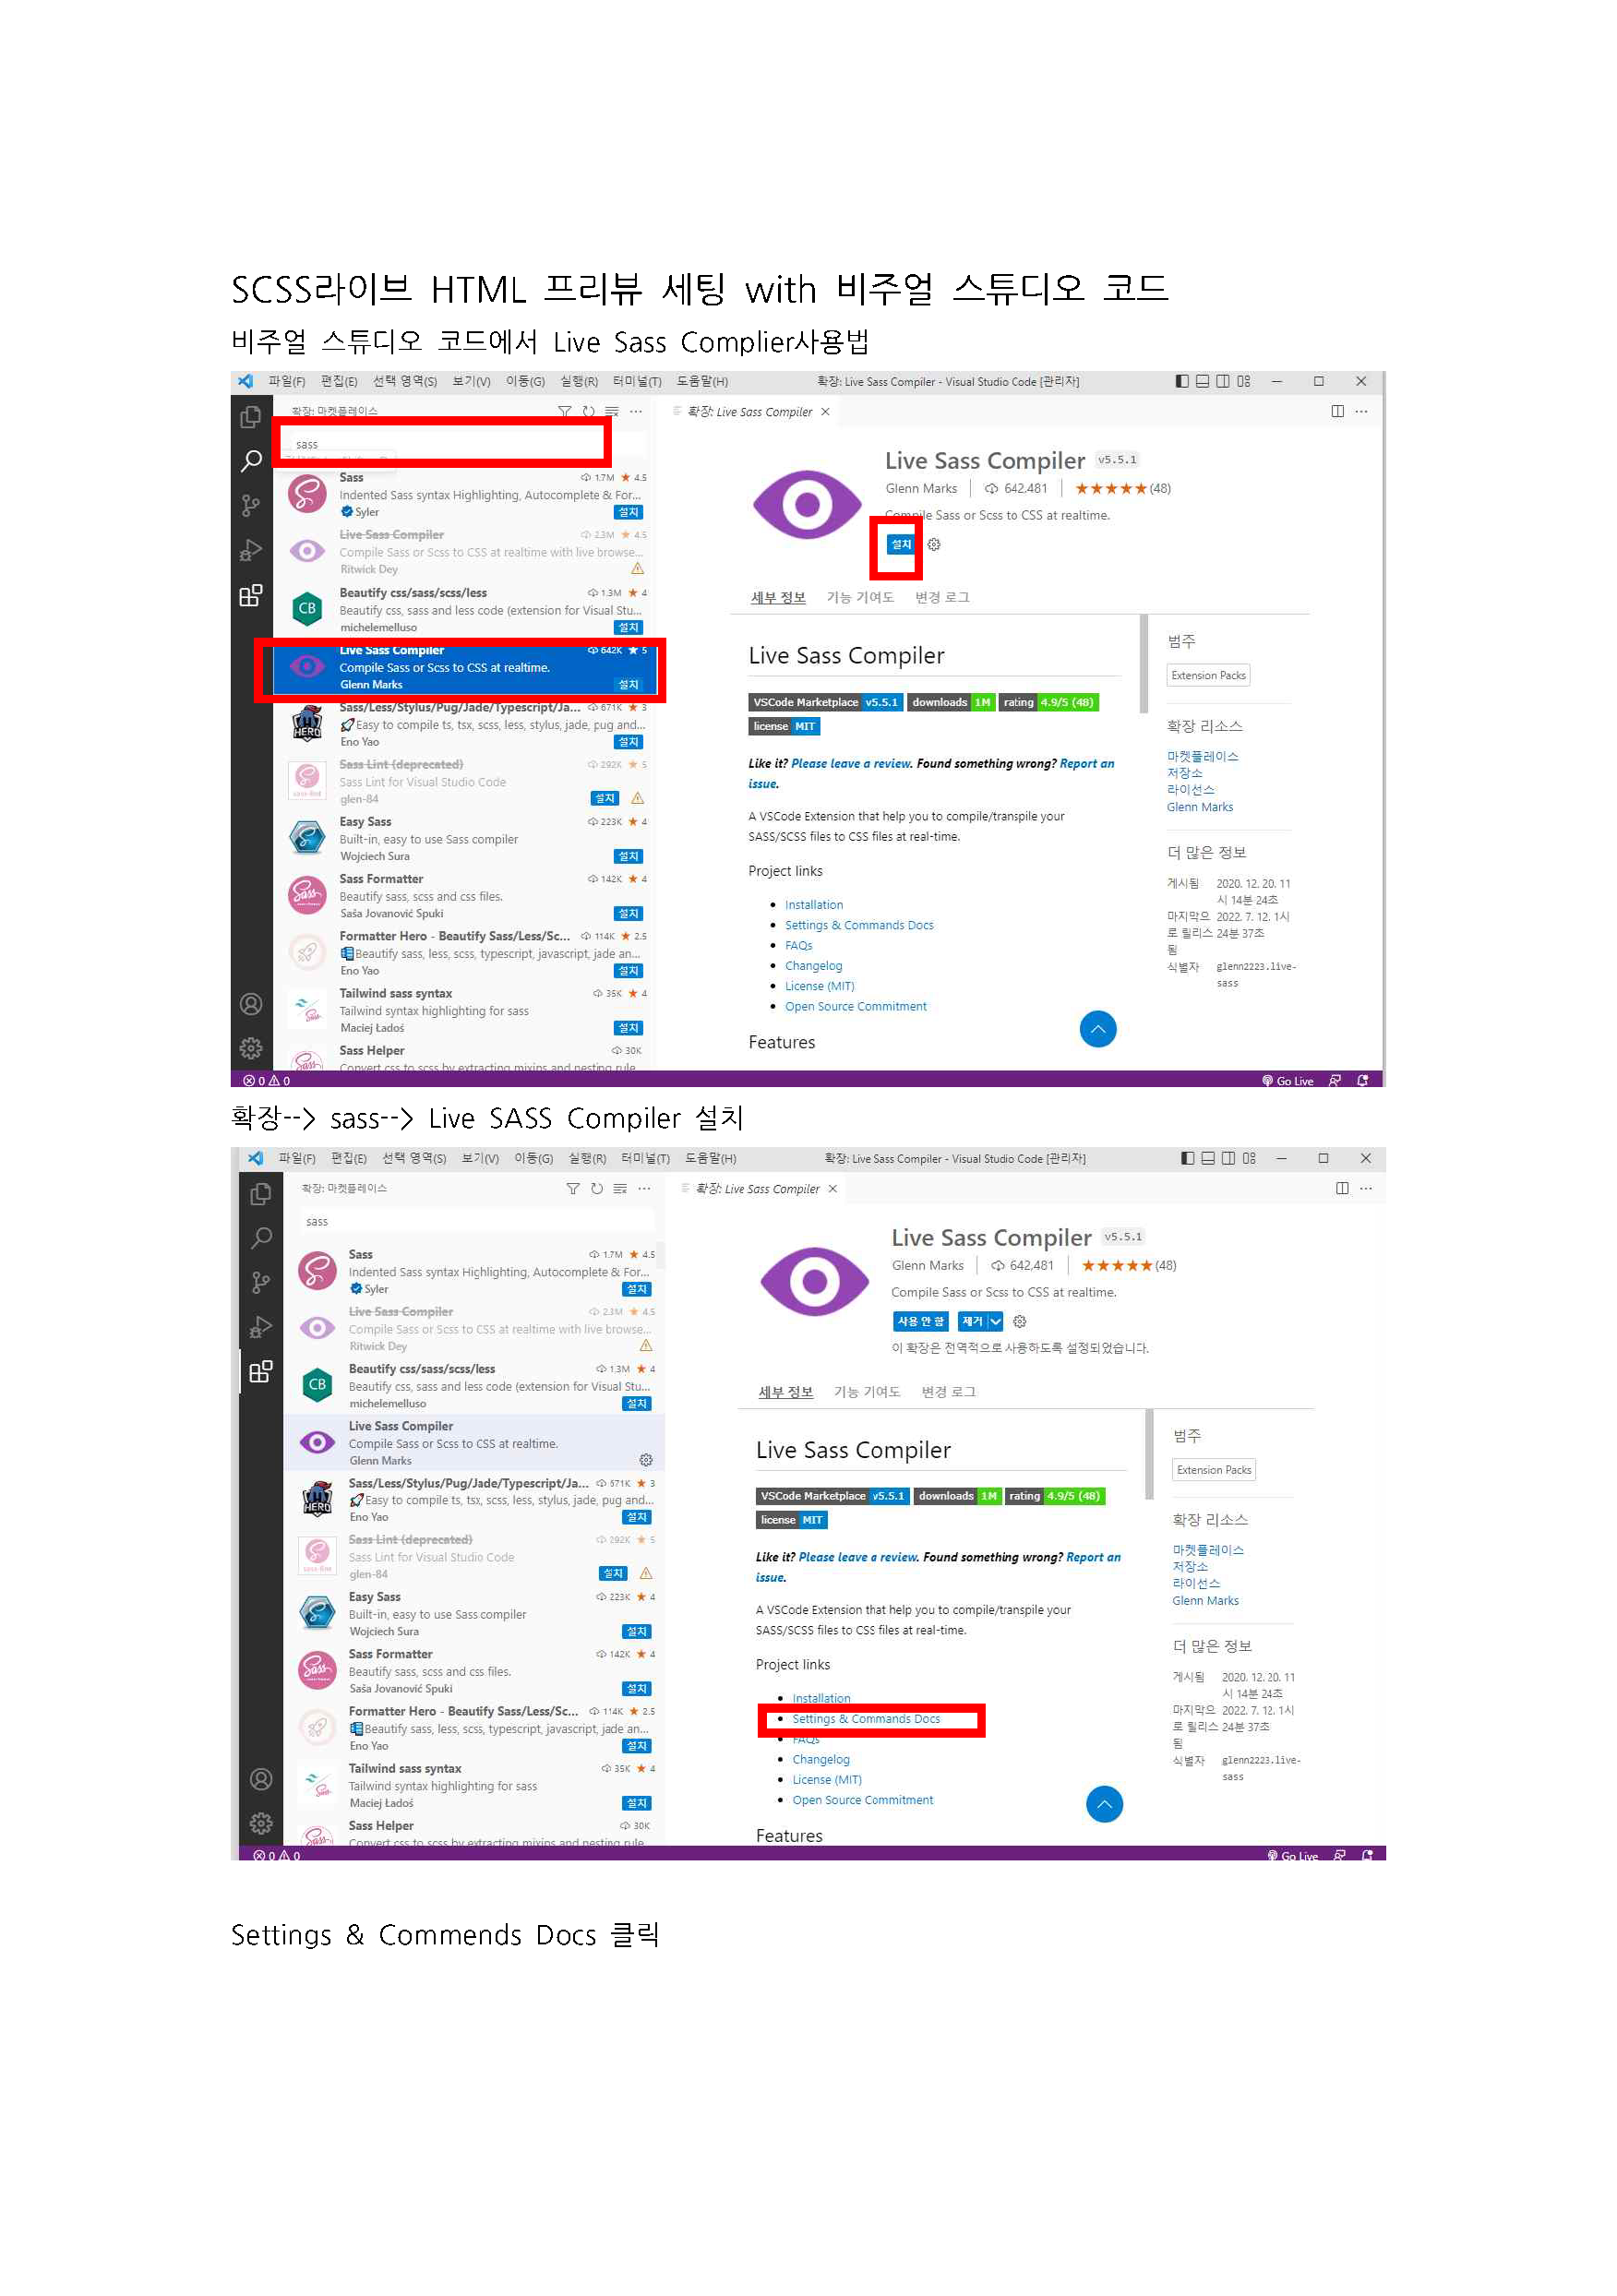 SCSS라이브 HTML 프리뷰 세팅 with 비주얼 스튜디오 코드
비주얼 스튜디오 코드에서 Live Sass Complier사용법
파일(F) 편집(E) 선택 영역(S) 보기(V) 이동(G) 실행(R) 터미널(T) 도움말(H) 확장: Live Sass Compiler - Visual Studio Code [관리자]
확장: 마켓플레이스
확장: Live Sass Compiler
sass
Sass 1.7M ★ 4.5
Indented Sass syntax Highlighting, Autocomplete & For...
Syler 설치
Live Sass Compiler 2.3M ★ 4.5
Compile Sass or Scss to CSS at realtime with live browse...
Ritwick Dey
Beautify css/sass/scss/less 1.3M ★ 4
Beautify css, sass and less code (extension for Visual Stu...
michelemelluso 설치
Live Sass Compiler 642K ★ 5
Compile Sass or Scss to CSS at realtime.
Glenn Marks 설치
Sass/Less/Stylus/Pug/Jade/Typescript/Ja... 671K ★ 3
Easy to compile ts, tsx, scss, less, stylus, jade, pug and...
Eno Yao 설치
Sass Lint (deprecated) 292K ★ 5
Sass Lint for Visual Studio Code
glen-84 설치
Easy Sass 223K ★ 4
Built-in, easy to use Sass compiler
Wojciech Sura 설치
Sass Formatter 142K ★ 4
Beautify sass, scss and css files.
Saša Jovanović Spuki 설치
Formatter Hero - Beautify Sass/Less/Sc... 114K ★ 2.5
Beautify sass, less, scss, typescript, javascript, jade an...
Eno Yao 설치
Tailwind sass syntax 35K ★ 4
Tailwind syntax highlighting for sass
Maciej Ładoś 설치
Sass Helper 30K
Convert css to scss by extracting mixins and nesting rule
Live Sass Compiler v5.5.1
Glenn Marks 642,481 ★★★★★(48)
Compile Sass or Scss to CSS at realtime.
설치
세부 정보 기능 기여도 변경 로그
Live Sass Compiler
VSCode Marketplace v5.5.1 downloads 1M rating 4.9/5 (48)
license MIT
Like it? Please leave a review. Found something wrong? Report an
issue.
A VSCode Extension that help you to compile/transpile your
SASS/SCSS files to CSS files at real-time.
Project links
Installation
Settings & Commands Docs
FAQs
Changelog
License (MIT)
Open Source Commitment
Features
범주
Extension Packs
확장 리소스
마켓플레이스
저장소
라이선스
Glenn Marks
더 많은 정보
게시됨 2020. 12. 20. 11
시 14분 24초
마지막으 2022. 7. 12. 1시
로 릴리스 24분 37초
됨
식별자 glenn2223.live-
sass
0 0 Go Live
확장--> sass--> Live SASS Compiler 설치
파일(F) 편집(E) 선택 영역(S) 보기(V) 이동(G) 실행(R) 터미널(T) 도움말(H) 확장: Live Sass Compiler - Visual Studio Code [관리자]
확장: 마켓플레이스
확장: Live Sass Compiler
sass
Sass 1.7M ★ 4.5
Indented Sass syntax Highlighting, Autocomplete & For...
Syler 설치
Live Sass Compiler 2.3M ★ 4.5
Compile Sass or Scss to CSS at realtime with live browse...
Ritwick Dey
Beautify css/sass/scss/less 1.3M ★ 4
Beautify css, sass and less code (extension for Visual Stu...
michelemelluso 설치
Live Sass Compiler
Compile Sass or Scss to CSS at realtime.
Glenn Marks
Sass/Less/Stylus/Pug/Jade/Typescript/Ja... 671K ★ 3
Easy to compile ts, tsx, scss, less, stylus, jade, pug and...
Eno Yao 설치
Sass Lint (deprecated) 292K ★ 5
Sass Lint for Visual Studio Code
glen-84 설치
Easy Sass 223K ★ 4
Built-in, easy to use Sass compiler
Wojciech Sura 설치
Sass Formatter 142K ★ 4
Beautify sass, scss and css files.
Saša Jovanović Spuki 설치
Formatter Hero - Beautify Sass/Less/Sc... 114K ★ 2.5
Beautify sass, less, scss, typescript, javascript, jade an...
Eno Yao 설치
Tailwind sass syntax 35K ★ 4
Tailwind syntax highlighting for sass
Maciej Ładoś 설치
Sass Helper 30K
Convert css to scss by extracting mixins and nesting rule
Live Sass Compiler v5.5.1
Glenn Marks 642,481 ★★★★★(48)
Compile Sass or Scss to CSS at realtime.
사용 안 함 제거
이 확장은 전역적으로 사용하도록 설정되었습니다.
세부 정보 기능 기여도 변경 로그
Live Sass Compiler
VSCode Marketplace v5.5.1 downloads 1M rating 4.9/5 (48)
license MIT
Like it? Please leave a review. Found something wrong? Report an
issue.
A VSCode Extension that help you to compile/transpile your
SASS/SCSS files to CSS files at real-time.
Project links
Installation
Settings & Commands Docs
FAQs
Changelog
License (MIT)
Open Source Commitment
Features
범주
Extension Packs
확장 리소스
마켓플레이스
저장소
라이선스
Glenn Marks
더 많은 정보
게시됨 2020. 12. 20. 11
시 14분 24초
마지막으 2022. 7. 12. 1시
로 릴리스 24분 37초
됨
식별자 glenn2223.live-
sass
0 0 Go Live
Settings & Commends Docs 클릭